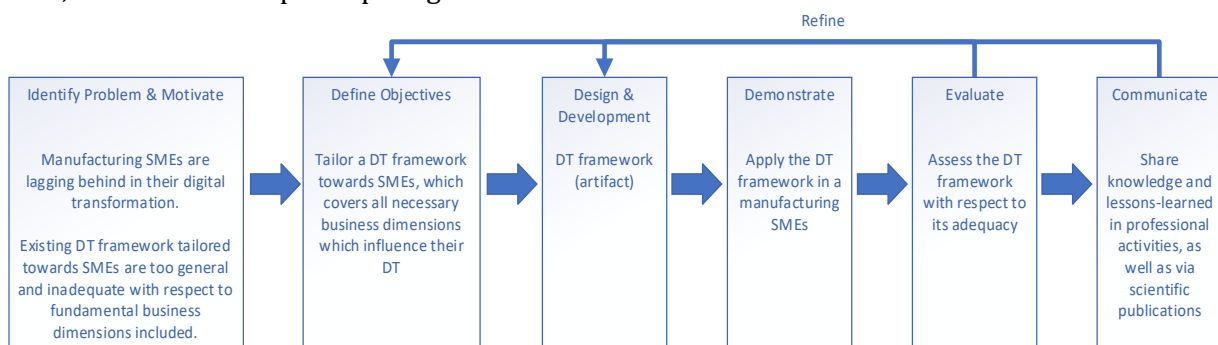 Refine
Identify Problem & Motivate
Manufacturing SMEs are
lagging behind in their digital
transformation.
Existing DT framework tailored
towards SMEs are too general
and inadequate with respect to
fundamental business
dimensions included.
Define Objectives
Tailor a DT framework
towards SMEs, which
covers all necessary
business dimensions
which influence their
DT
Design &
Development
DT framework
(artifact)
Demonstrate
Apply the DT
framework in a
manufacturing
SMEs
Evaluate
Assess the DT
framework
with respect to
its adequacy
Communicate
Share
knowledge and
lessons-learned
in professional
activities, as
well as via
scientific
publications